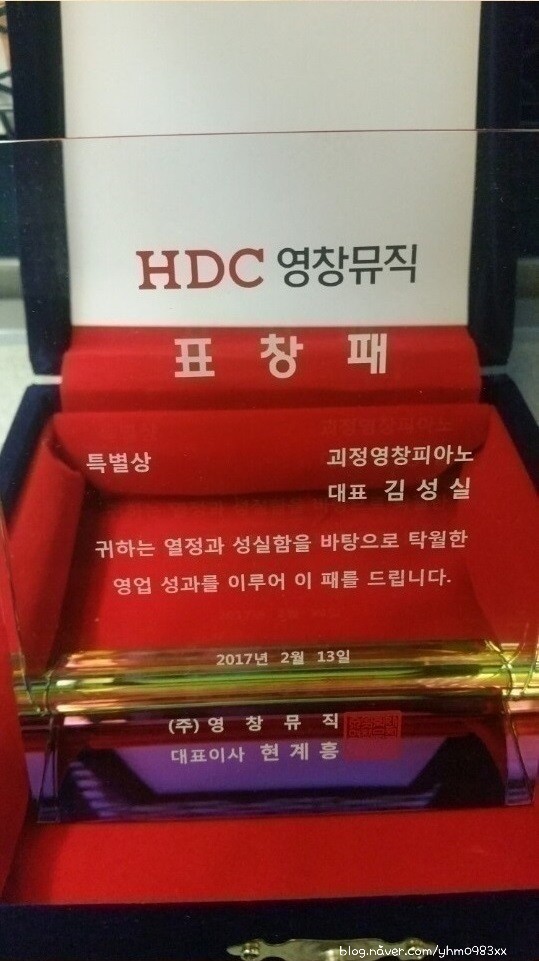 HDC 영창뮤직
표 창 패
특별상 괴정영창피아노
대표 김 성 실
귀하는 열정과 성실함을 바탕으로 탁월한
영업 성과를 이루어 이 패를 드립니다.
2017년 2월 13일
(주) 영 창 뮤 직
대표이사 현 계 흥
blog.naver.com/yhm0983xx